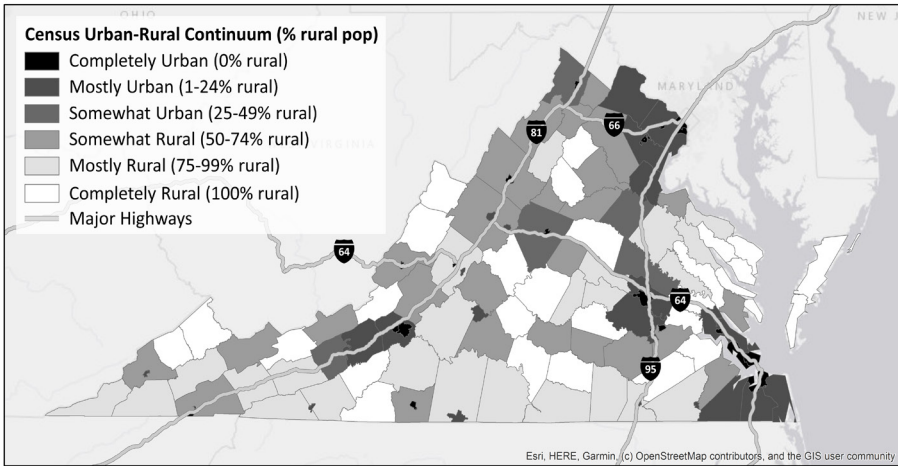 OHIO
NEW J
Census Urban-Rural Continuum (% rural pop)
Completely Urban (0% rural)
Mostly Urban (1-24% rural)
Somewhat Urban (25-49% rural)
Somewhat Rural (50-74% rural)
Mostly Rural (75-99% rural)
Completely Rural (100% rural)
Major Highways
MARYLAND
VIRGINIA
81
66
64
64
95
Esri, HERE, Garmin, (c) OpenStreetMap contributors, and the GIS user community